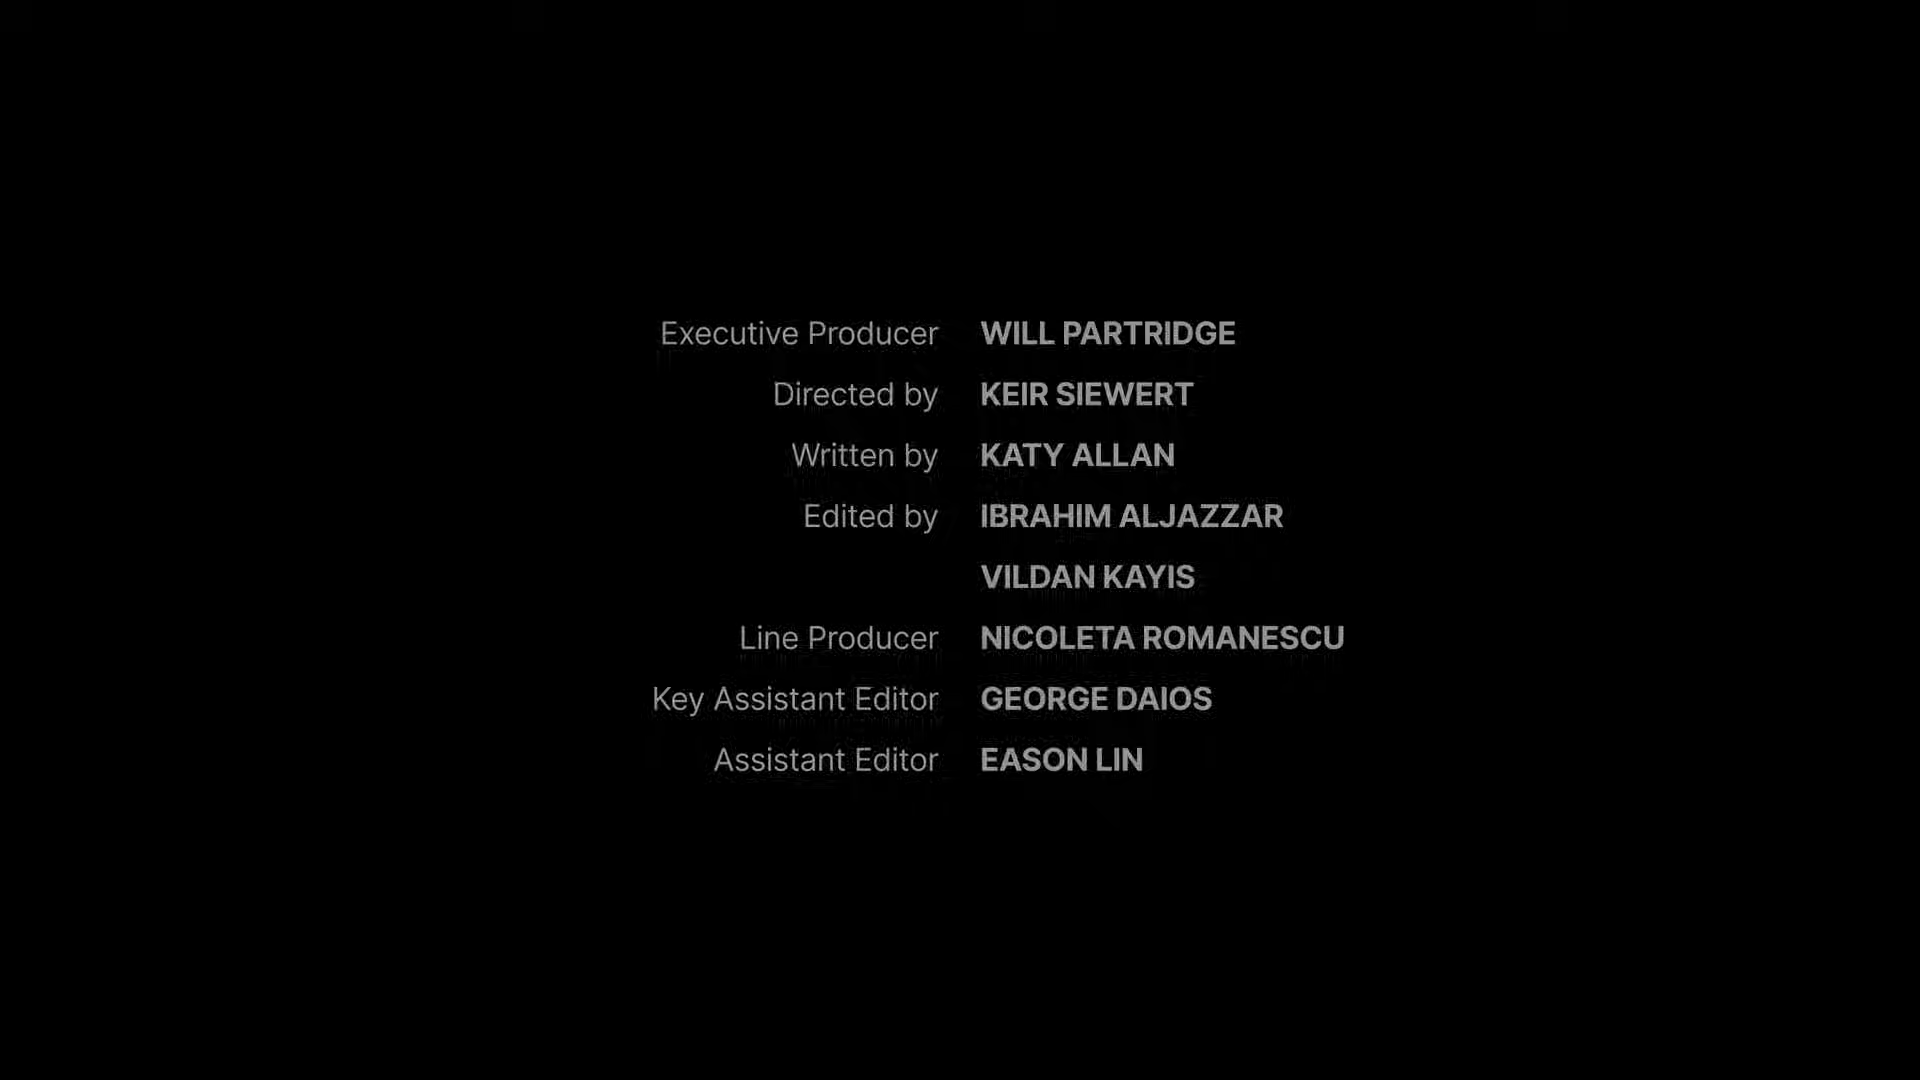 Executive Producer WILL PARTRIDGE
Directed by KEIR SIEWERT
Written by KATY ALLAN
Edited by IBRAHIM ALJAZZAR
VILDAN KAYIS
Line Producer NICOLETA ROMANESCU
Key Assistant Editor GEORGE DAIOS
Assistant Editor EASON LIN